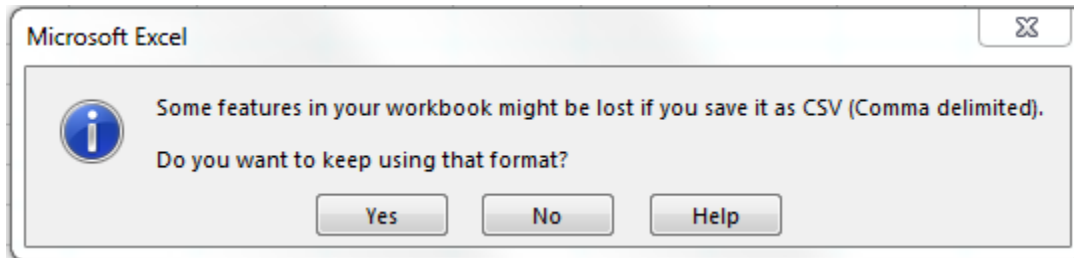 Microsoft Excel
Some features in your workbook might be lost if you save it as CSV (Comma delimited).
Do you want to keep using that format?
Yes No Help